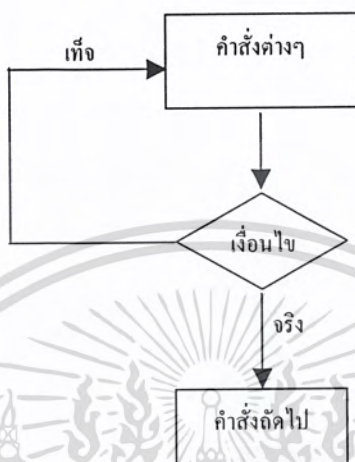 คำสั่งต่างๆ
เท็จ
เงื่อนไข
จริง
คำสั่งถัดไป